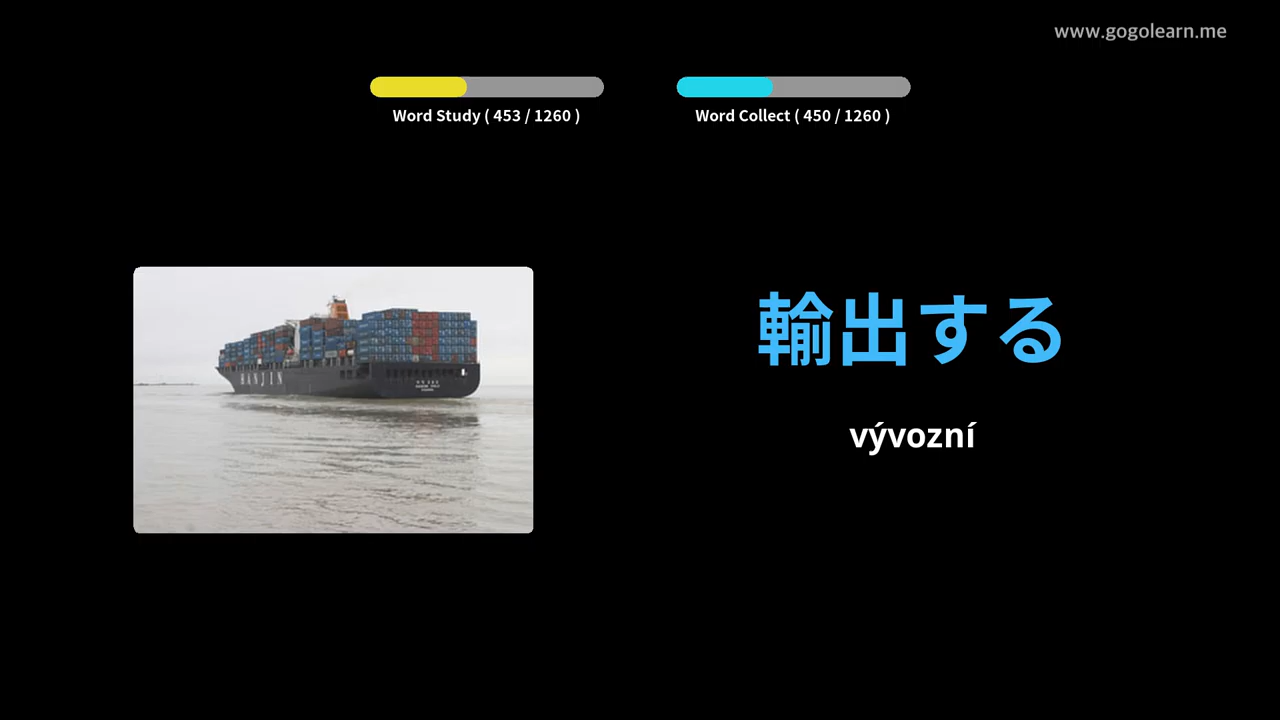 www.gogolearn.me
Word Study ( 453 / 1260 )
Word Collect ( 450 / 1260 )
輸出する
vývozní
HANJIN